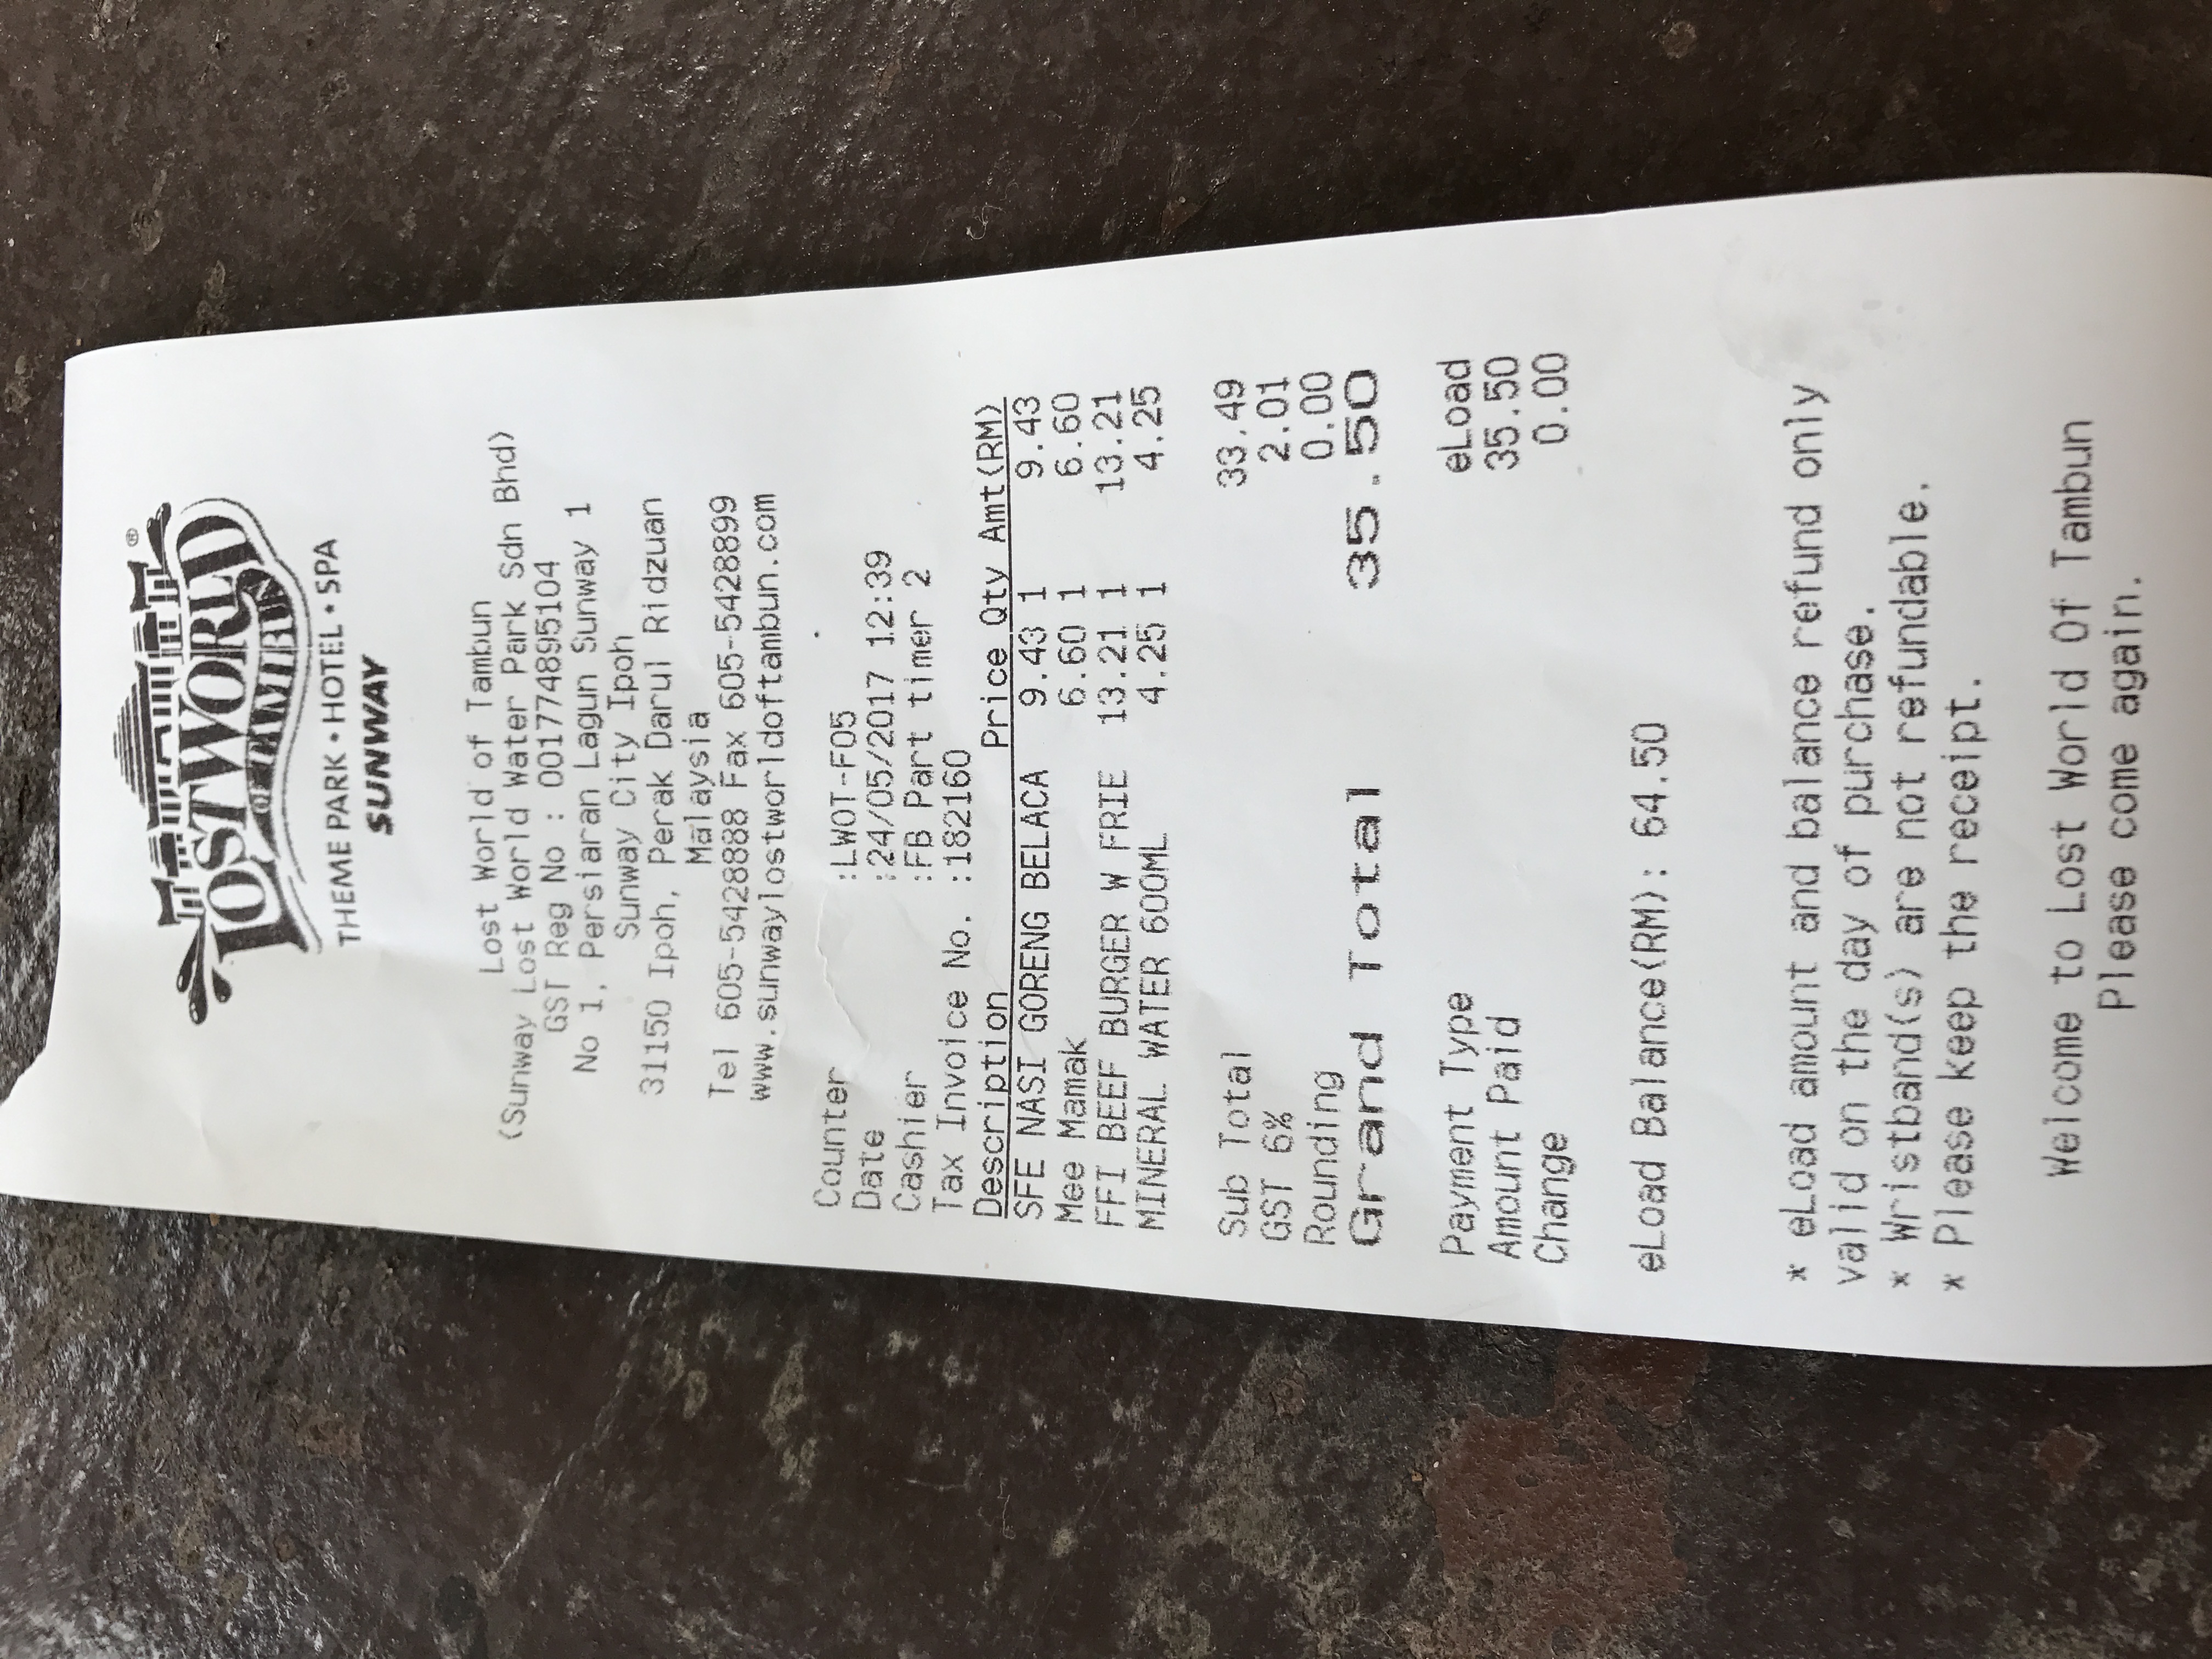 LOST WORLD®
OF TAMBUN
THEME PARK • HOTEL • SPA
SUNWAY
Lost World of Tambun
(Sunway Lost World Water Park Sdn Bhd)
GST Reg No : 001774895104
No 1, Persiaran Lagun Sunway 1
Sunway City Ipoh
31150 Ipoh, Perak Darul Ridzuan
Malaysia
Tel 605-5428888 Fax 605-5428899
www.sunwaylostworldoftambun.com
Counter :LWOT-F05
Date :24/05/2017 12:39
Cashier :FB Part timer 2
Tax Invoice No. :182160
Description Price Qty Amt(RM)
SFE NASI GORENG BELACA 9.43 1 9.43
Mee Mamak 6.60 1 6.60
FFI BEEF BURGER W FRIE 13.21 1 13.21
MINERAL WATER 600ML 4.25 1 4.25
Sub Total 33.49
GST 6% 2.01
Rounding 0.00
Grand Total 35.50
Payment Type eLoad
Amount Paid 35.50
Change 0.00
eLoad Balance(RM): 64.50
* eLoad amount and balance refund only
valid on the day of purchase.
* Wristband(s) are not refundable.
* Please keep the receipt.
Welcome to Lost World Of Tambun
Please come again.